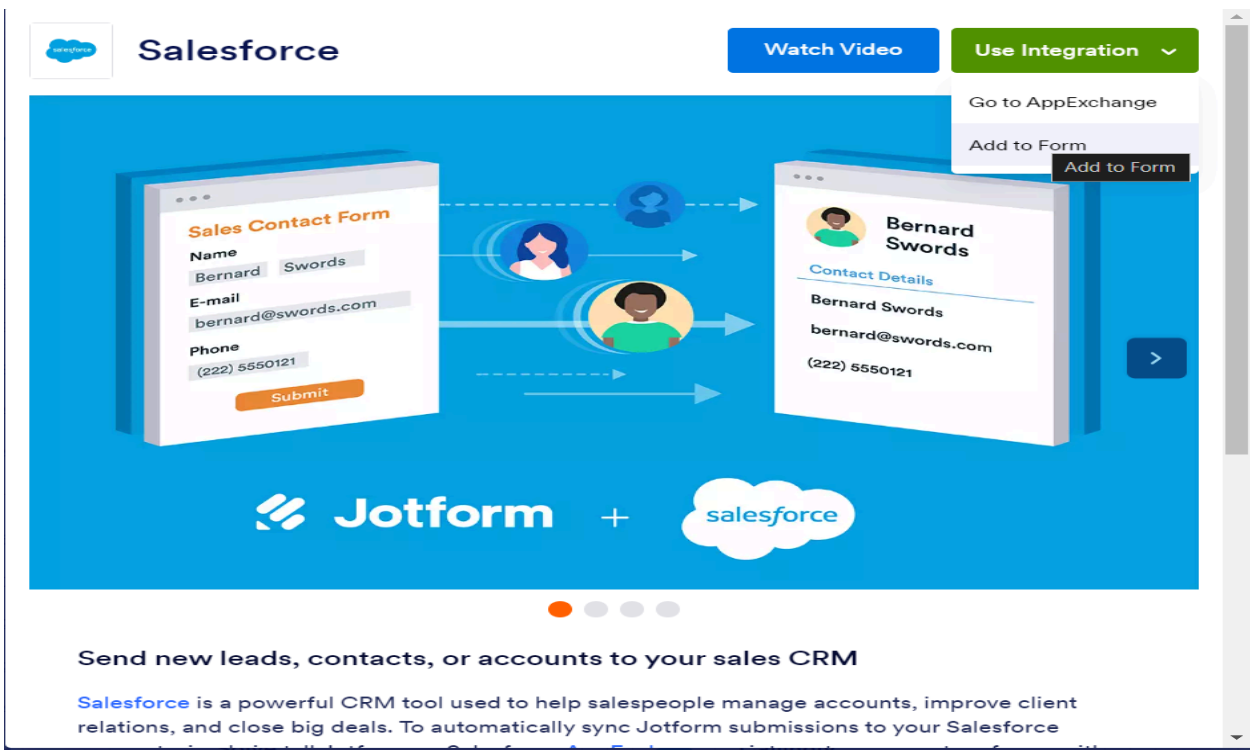 salesforce
Salesforce
Watch Video
Use Integration
Go to AppExchange
Add to Form
Add to Form
Sales Contact Form
Name
Bernard Swords
E-mail
bernard@swords.com
Phone
(222) 5550121
Submit
Bernard
Swords
Contact Details
Bernard Swords
bernard@swords.com
(222) 5550121
Jotform + salesforce
Send new leads, contacts, or accounts to your sales CRM
Salesforce is a powerful CRM tool used to help salespeople manage accounts, improve client
relations, and close big deals. To automatically sync Jotform submissions to your Salesforce